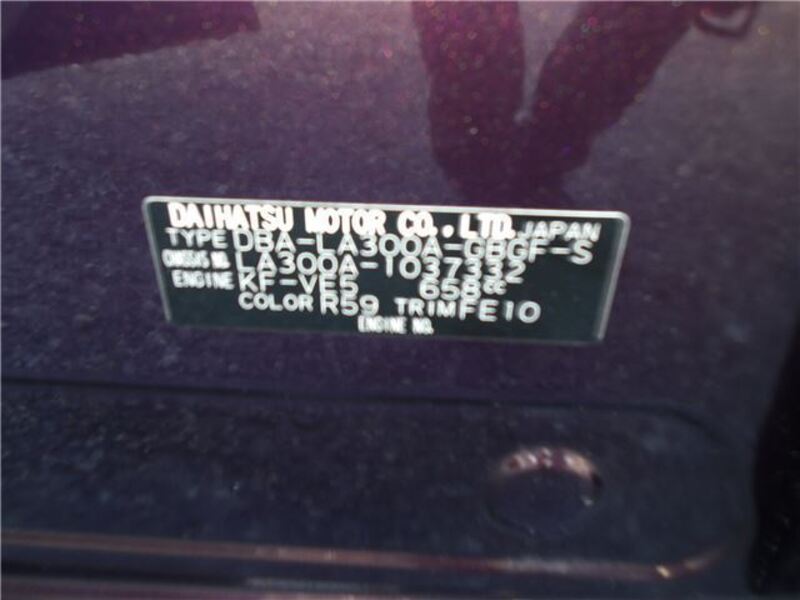 DAIHATSU MOTOR CO.,LTD. JAPAN
TYPE DBA-LA300A-GBGF-S
CHASSIS NO. LA300A-1037332
ENGINE KF-VE5 658cc
COLOR R59 TRIM FE10
ENGINE NO.